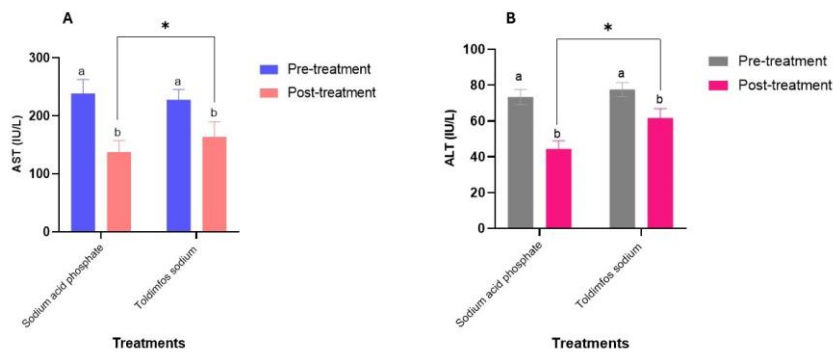 A
*
300
200
100
0
AST (IU/L)
a
b
a
b
Pre-treatment
Post-treatment
Sodium acid phosphate
Toldimfos sodium
Treatments
B
*
100
80
60
40
20
0
ALT (IU/L)
a
b
a
b
Pre-treatment
Post-treatment
Sodium acid phosphate
Toldimfos sodium
Treatments